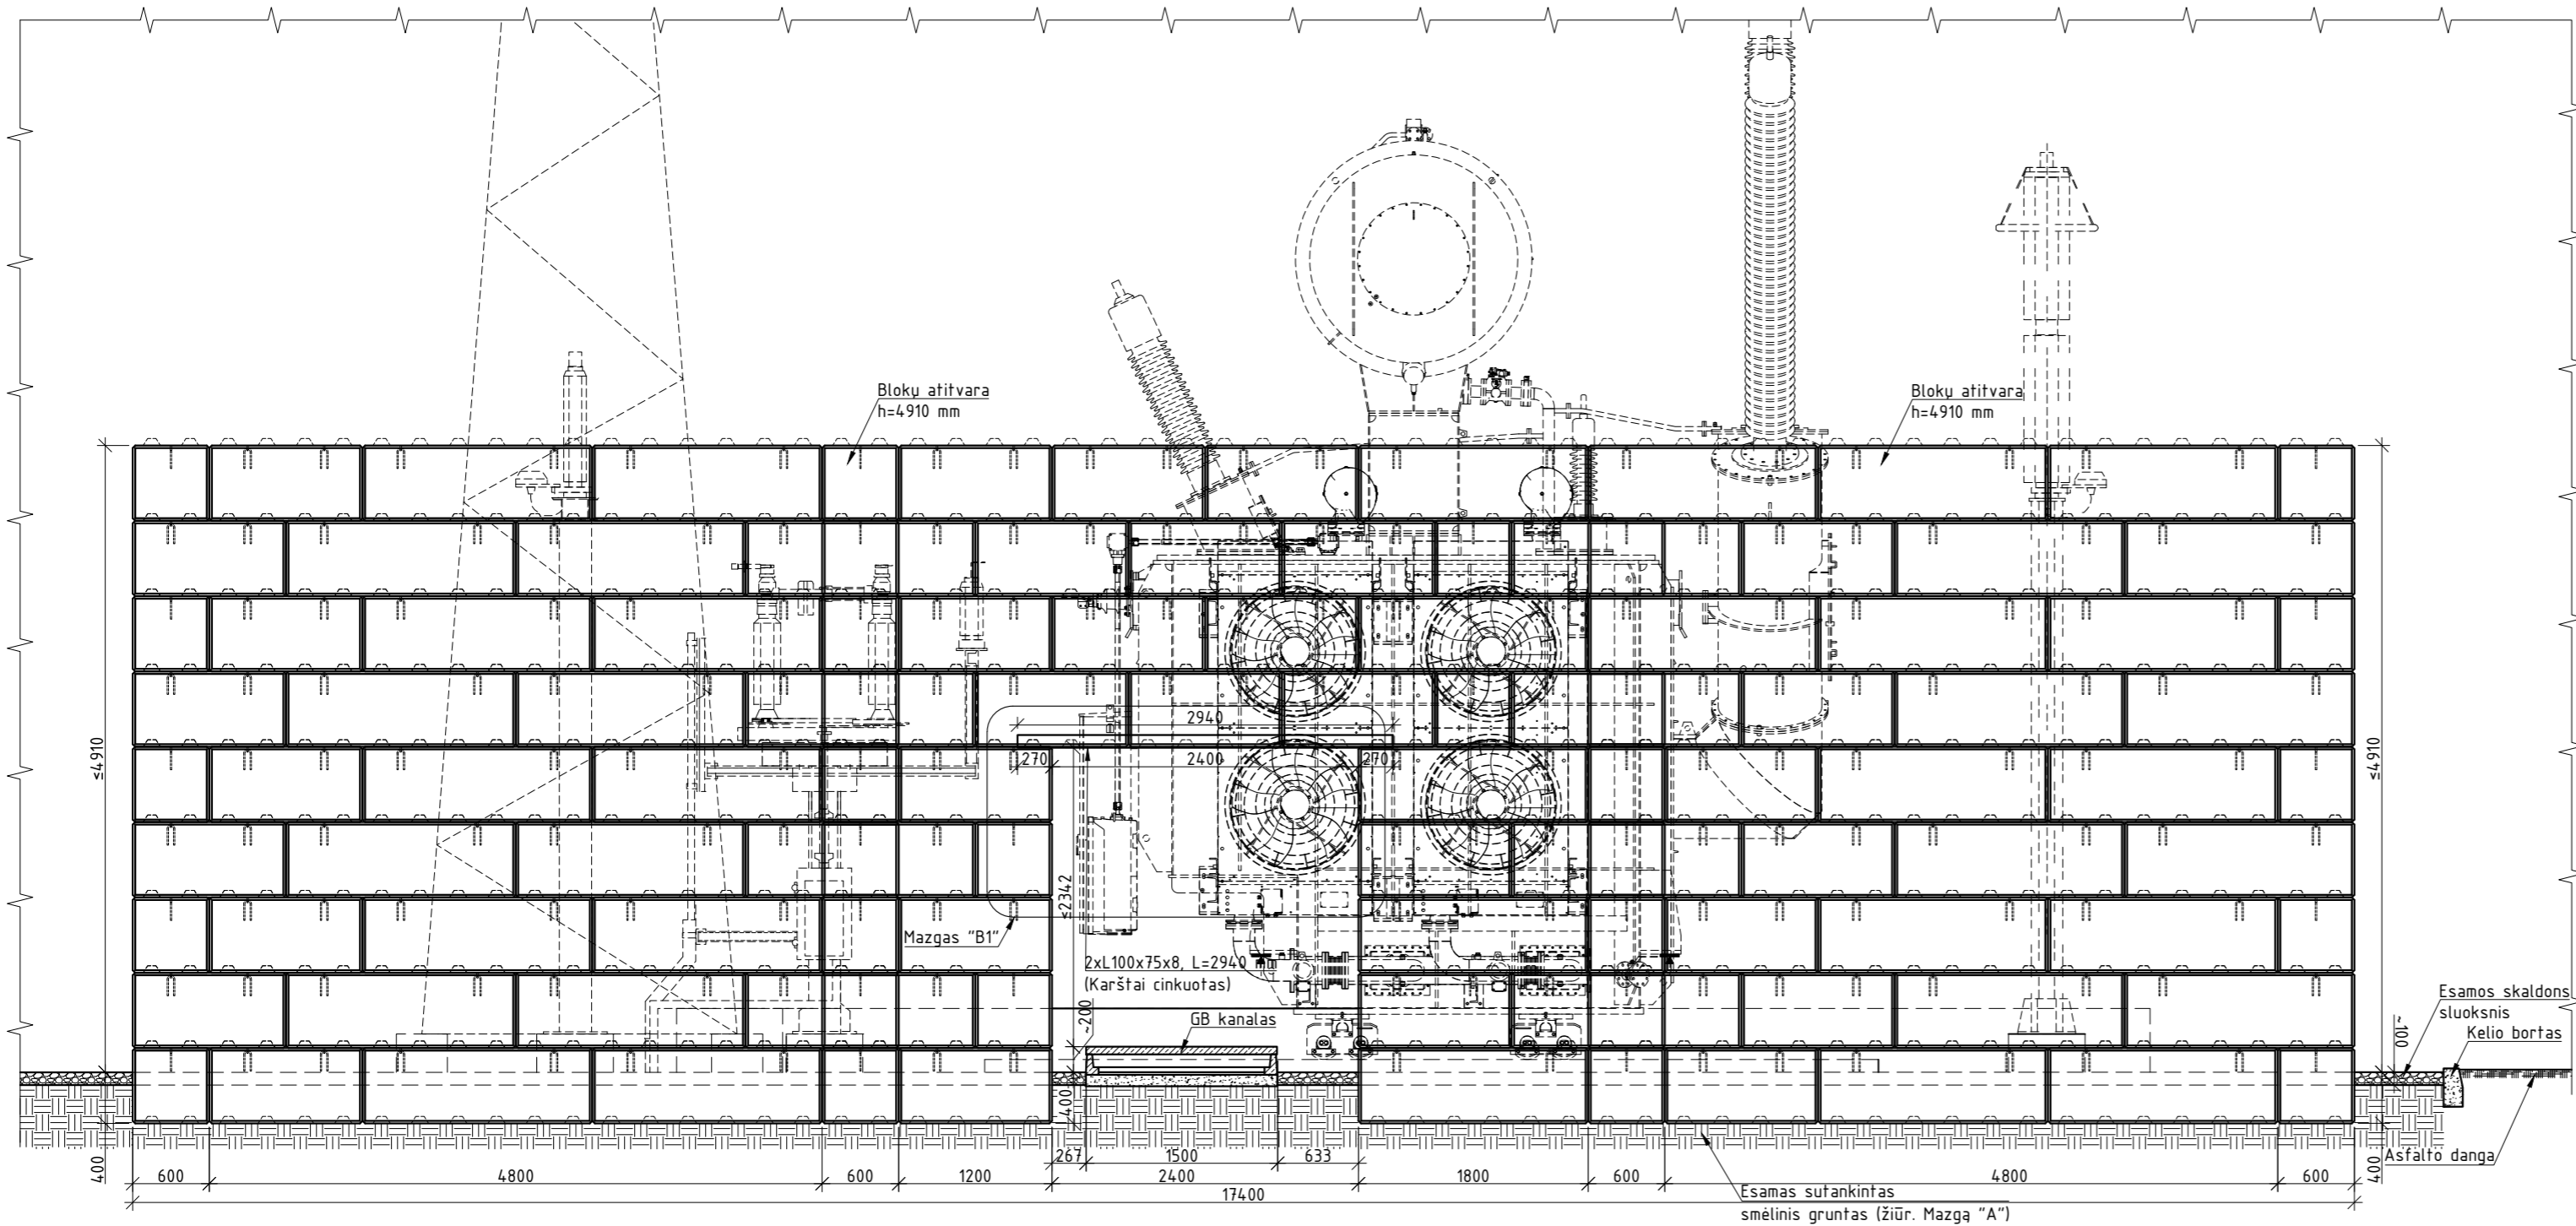 Blokų atitvara
h=4910 mm
Blokų atitvara
h=4910 mm
≤4910
≤4910
2940
270
2400
270
≤2342
Mazgas "B1"
2xL100x75x8, L=2940 mm
(Karštai cinkuotas)
~200
GB kanalas
Esamos skaldons
sluoksnis
~100
Kelio bortas
400
400
400
Asfalto danga
267
1500
633
600
4800
600
1200
2400
1800
600
4800
600
17400
Esamas sutankintas
smėlinis gruntas (žiūr. Mazgą "A")